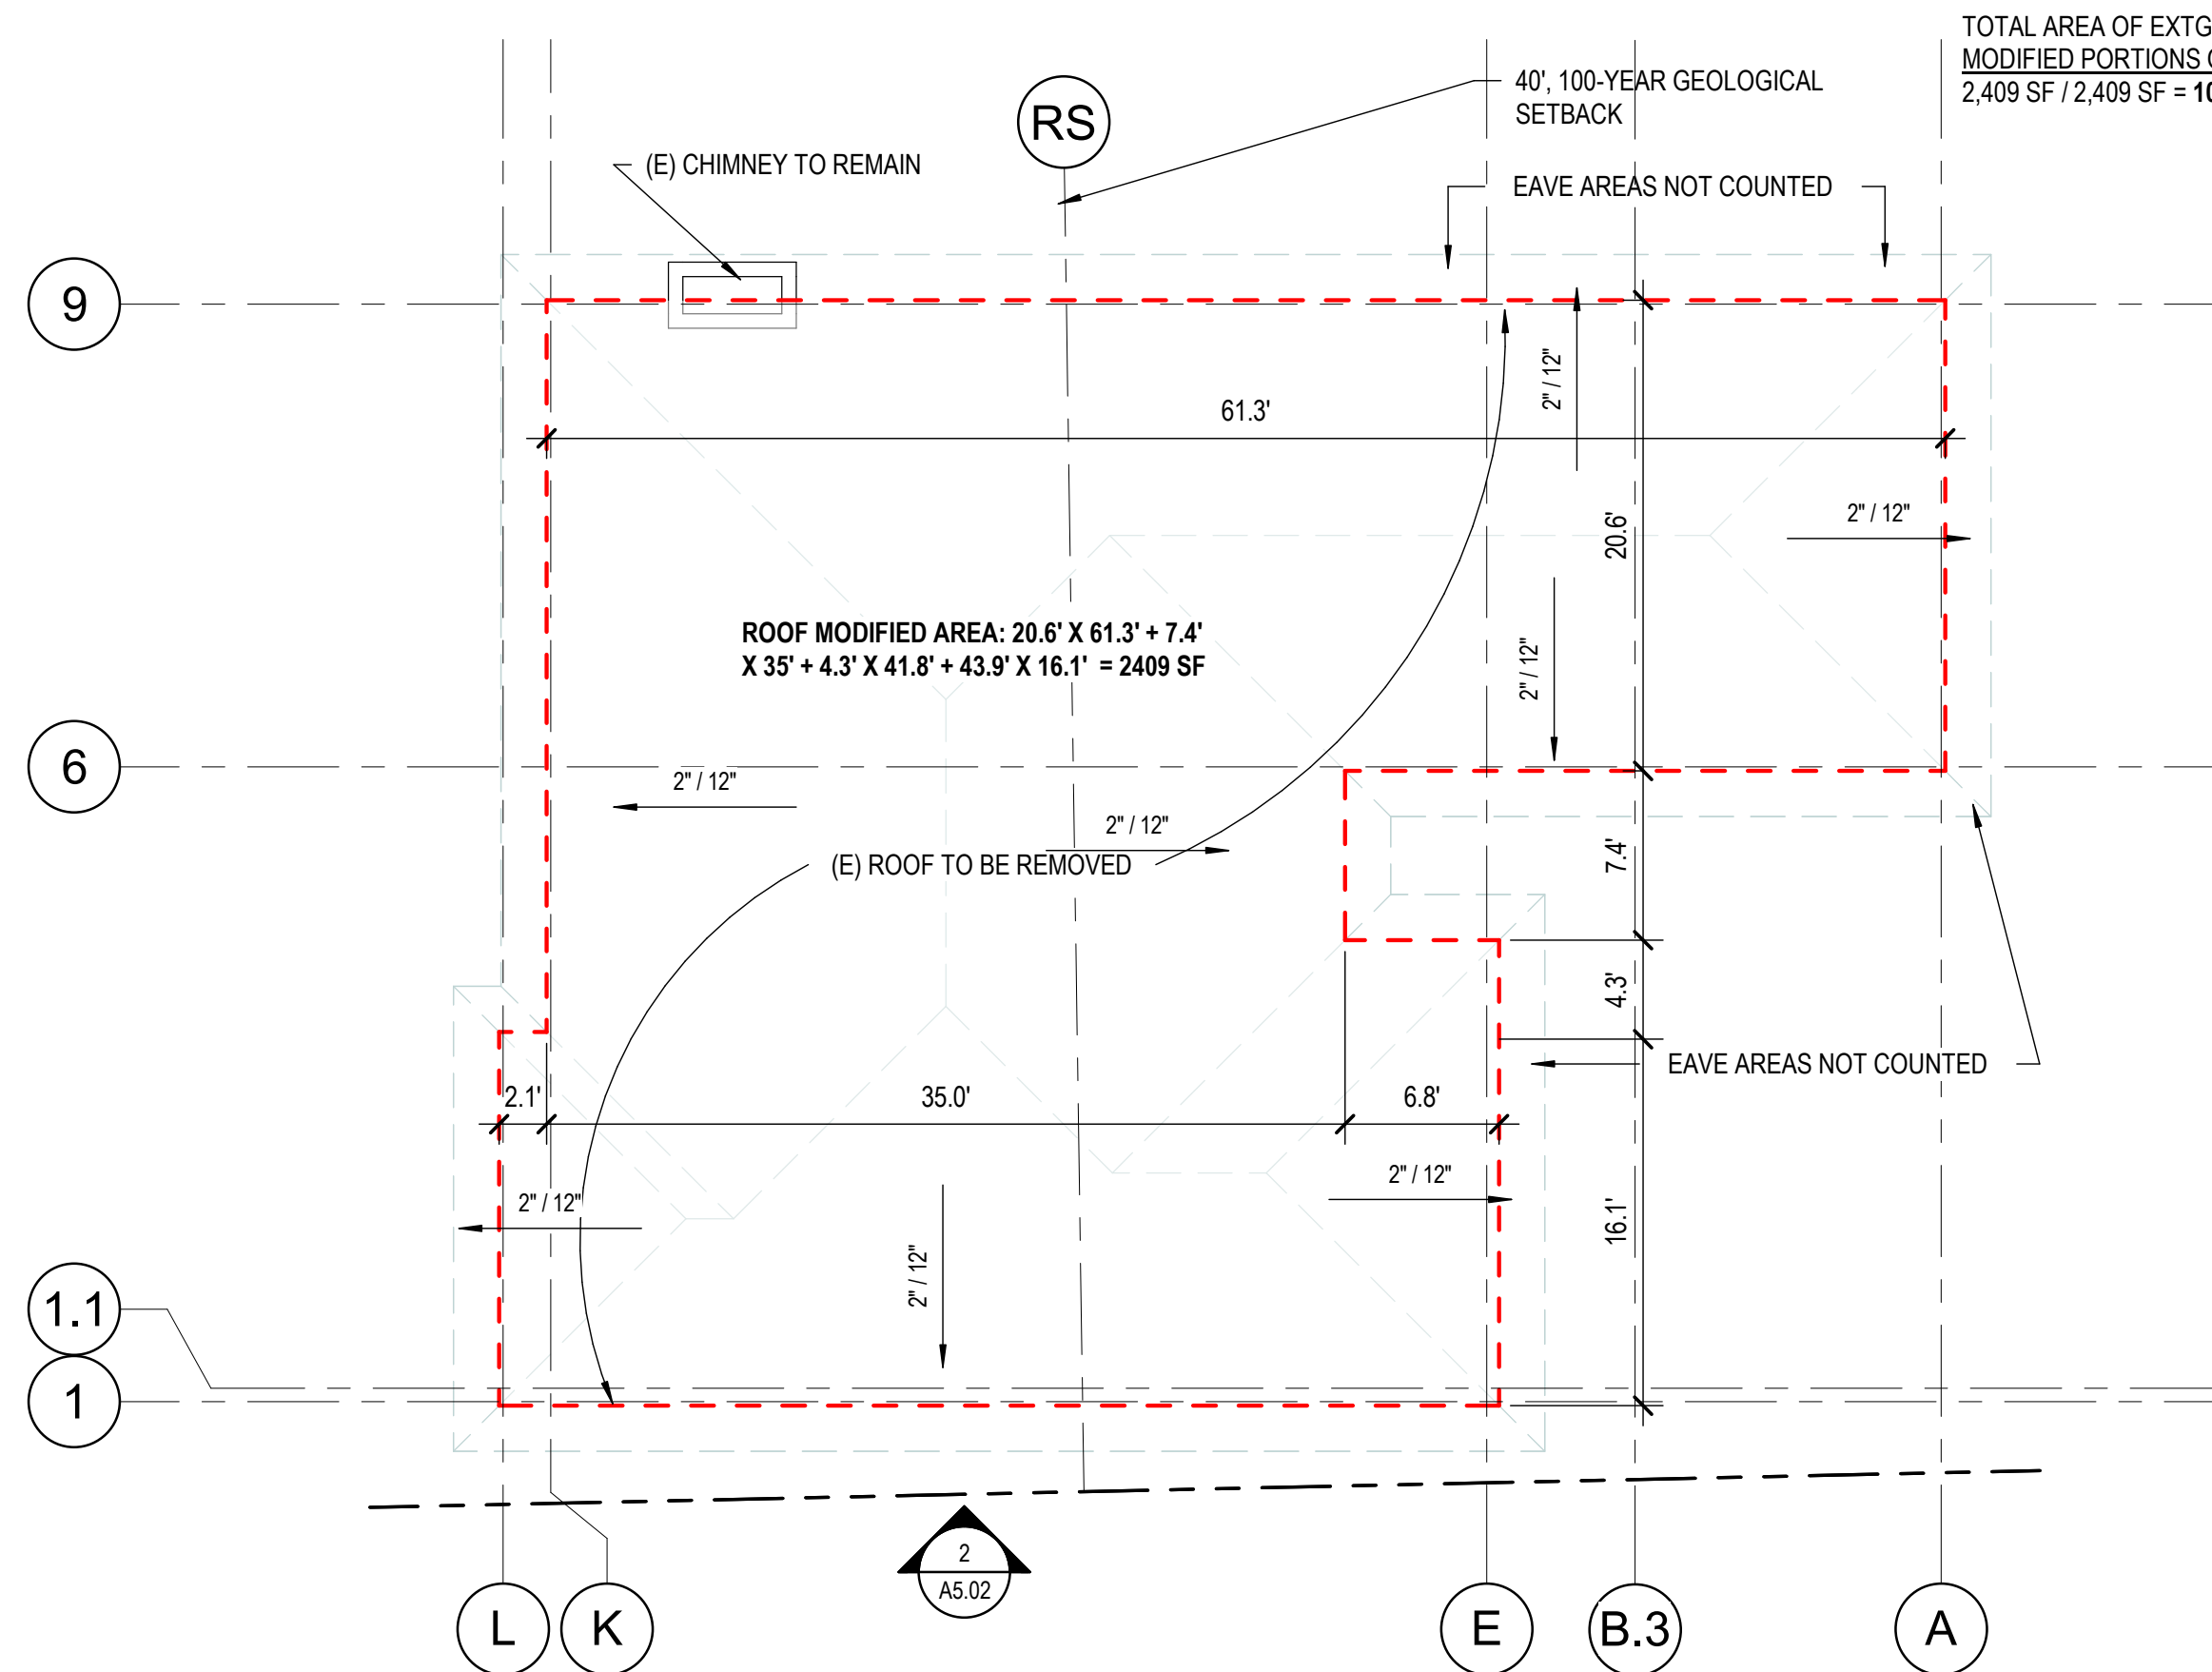 TOTAL AREA OF EXTG
MODIFIED PORTIONS
2,409 SF / 2,409 SF =
40', 100-YEAR GEOLOGICAL
SETBACK
RS
(E) CHIMNEY TO REMAIN
EAVE AREAS NOT COUNTED
9
2" / 12"
61.3'
20.6'
2" / 12"
ROOF MODIFIED AREA: 20.6' X 61.3' + 7.4'
X 35' + 4.3' X 41.8' + 43.9' X 16.1' = 2409 SF
2" / 12"
6
2" / 12"
2" / 12"
7.4'
(E) ROOF TO BE REMOVED
4.3'
EAVE AREAS NOT COUNTED
2.1'
35.0'
6.8'
2" / 12"
2" / 12"
16.1'
2" / 12"
1.1
1
2
A5.02
L
K
E
B.3
A